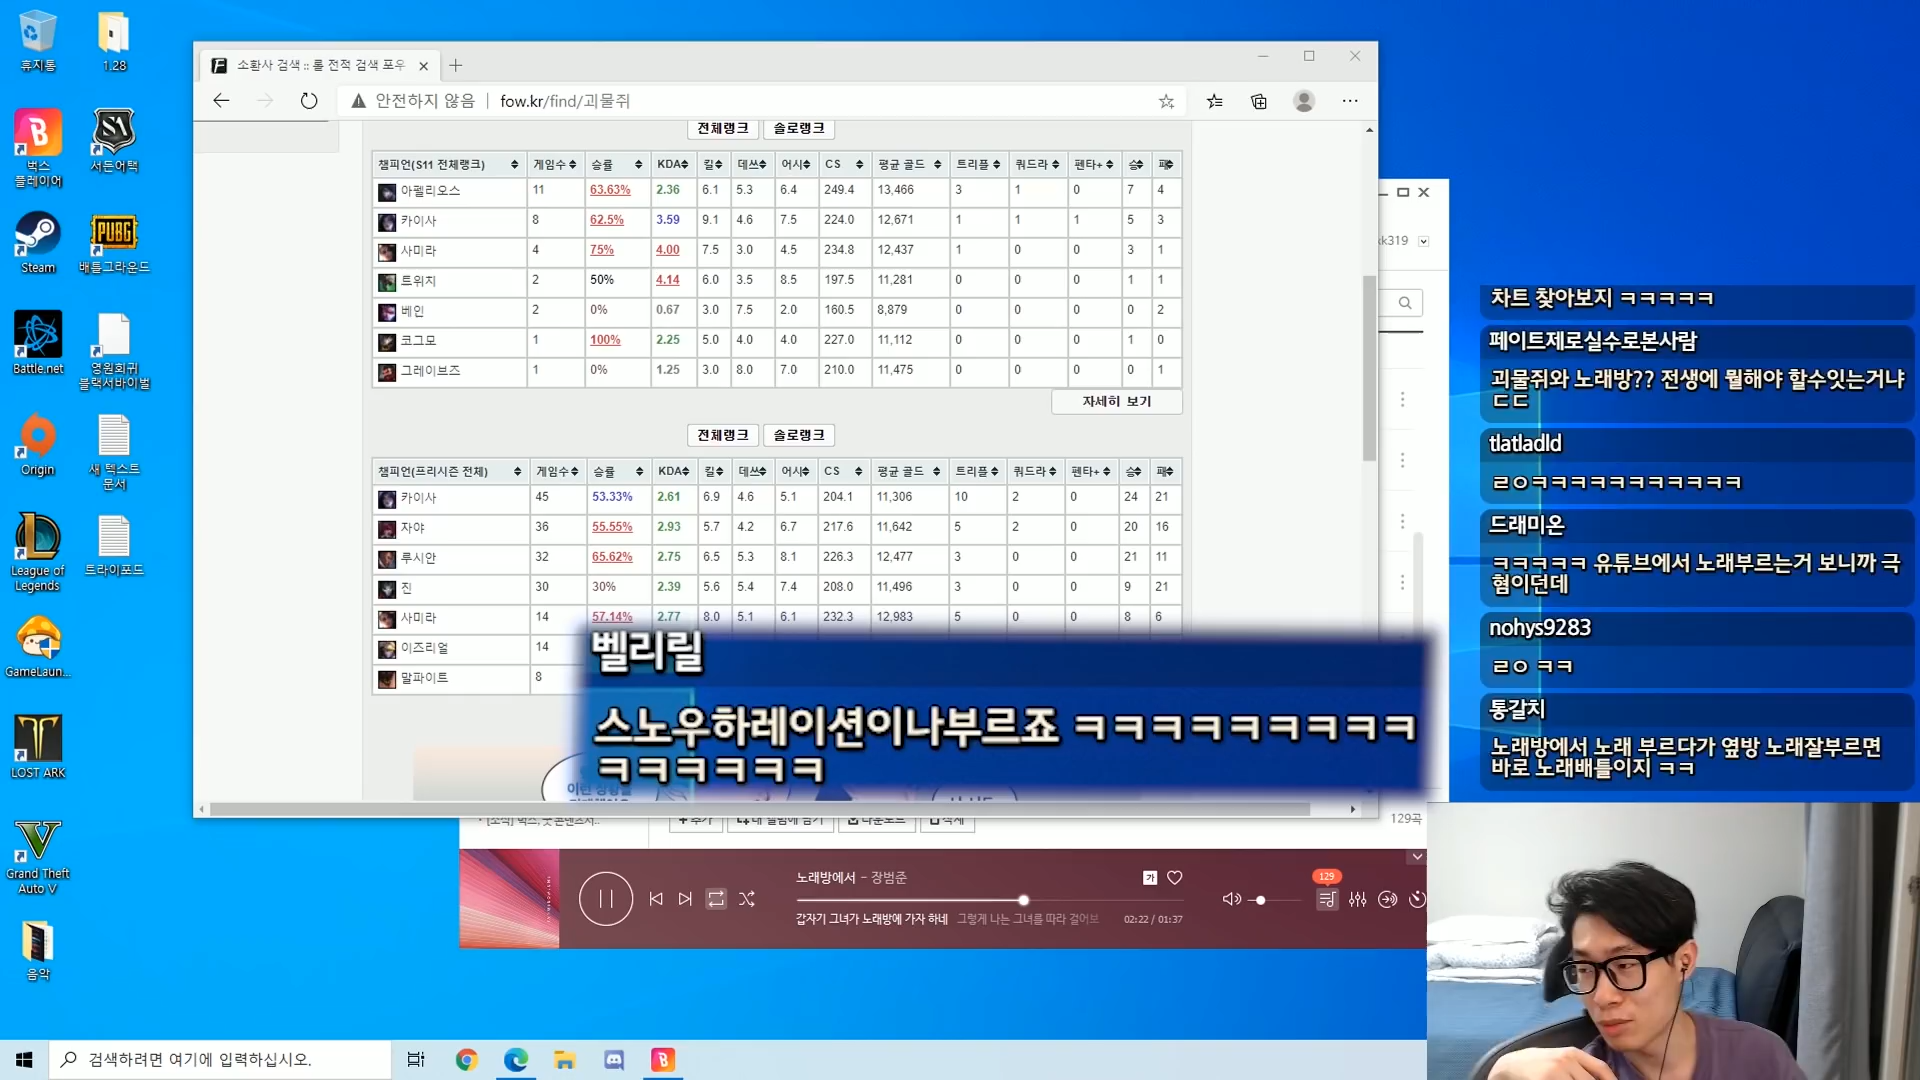 휴지통
1.28
벅스
플레이어
서든어택
Steam
배틀그라운드
PUBG
Battle.net
영원회귀
블랙서바이벌
Origin
새 텍스트
문서
League of
Legends
트라이포드
GameLaun...
LOST ARK
Grand Theft
Auto V
음악
소환사 검색 :: 롤 전적 검색 포우
안전하지 않음 | fow.kr/find/괴물쥐
전체랭크 솔로랭크
챔피언(S11 전체랭크) 게임수 승률 KDA 킬 데쓰 어시 CS 평균 골드 트리플 쿼드라 펜타+ 승 패
아펠리오스 11 63.63% 2.36 6.1 5.3 6.4 249.4 13,466 3 1 0 7 4
카이사 8 62.5% 3.59 9.1 4.6 7.5 224.0 12,671 1 1 1 5 3
사미라 4 75% 4.00 7.5 3.0 4.5 234.8 12,437 1 0 0 3 1
트위치 2 50% 4.14 6.0 3.5 8.5 197.5 11,281 0 0 0 1 1
베인 2 0% 0.67 3.0 7.5 2.0 160.5 8,879 0 0 0 0 2
코그모 1 100% 2.25 5.0 4.0 4.0 227.0 11,112 0 0 0 1 0
그레이브즈 1 0% 1.25 3.0 8.0 7.0 210.0 11,475 0 0 0 0 1
자세히 보기
전체랭크 솔로랭크
챔피언(프리시즌 전체) 게임수 승률 KDA 킬 데쓰 어시 CS 평균 골드 트리플 쿼드라 펜타+ 승 패
카이사 45 53.33% 2.61 6.9 4.6 5.1 204.1 11,306 10 2 0 24 21
자야 36 55.55% 2.93 5.7 4.2 6.7 217.6 11,642 5 2 0 20 16
루시안 32 65.62% 2.75 6.5 5.3 8.1 226.3 12,477 3 0 0 21 11
진 30 30% 2.39 5.6 5.4 7.4 208.0 11,496 3 0 0 9 21
사미라 14 57.14% 2.77 8.0 5.1 6.1 232.3 12,983 5 0 0 8 6
이즈리얼 14
말파이트 8
벨리릴
스노우하레이션이나부르죠 ㅋㅋㅋㅋㅋㅋㅋㅋㅋ
ㅋㅋㅋㅋㅋㅋ
kk319
129곡
노래방에서 - 장범준
갑자기 그녀가 노래방에 가자 하네 그렇게 나는 그녀를 따라 걸어보
02:22 / 01:37
129
차트 찾아보지 ㅋㅋㅋㅋㅋ
페이트제로실수로본사람
괴물쥐와 노래방?? 전생에 뭘해야 할수잇는거냐
ㄷㄷ
tlatladld
ㄹㅇㅋㅋㅋㅋㅋㅋㅋㅋㅋㅋㅋ
드래미온
ㅋㅋㅋㅋㅋ 유튜브에서 노래부르는거 보니까 극
혐이던데
nohys9283
ㄹㅇ ㅋㅋ
통갈치
노래방에서 노래 부르다가 옆방 노래잘부르면
바로 노래배틀이지 ㅋㅋ
검색하려면 여기에 입력하십시오.